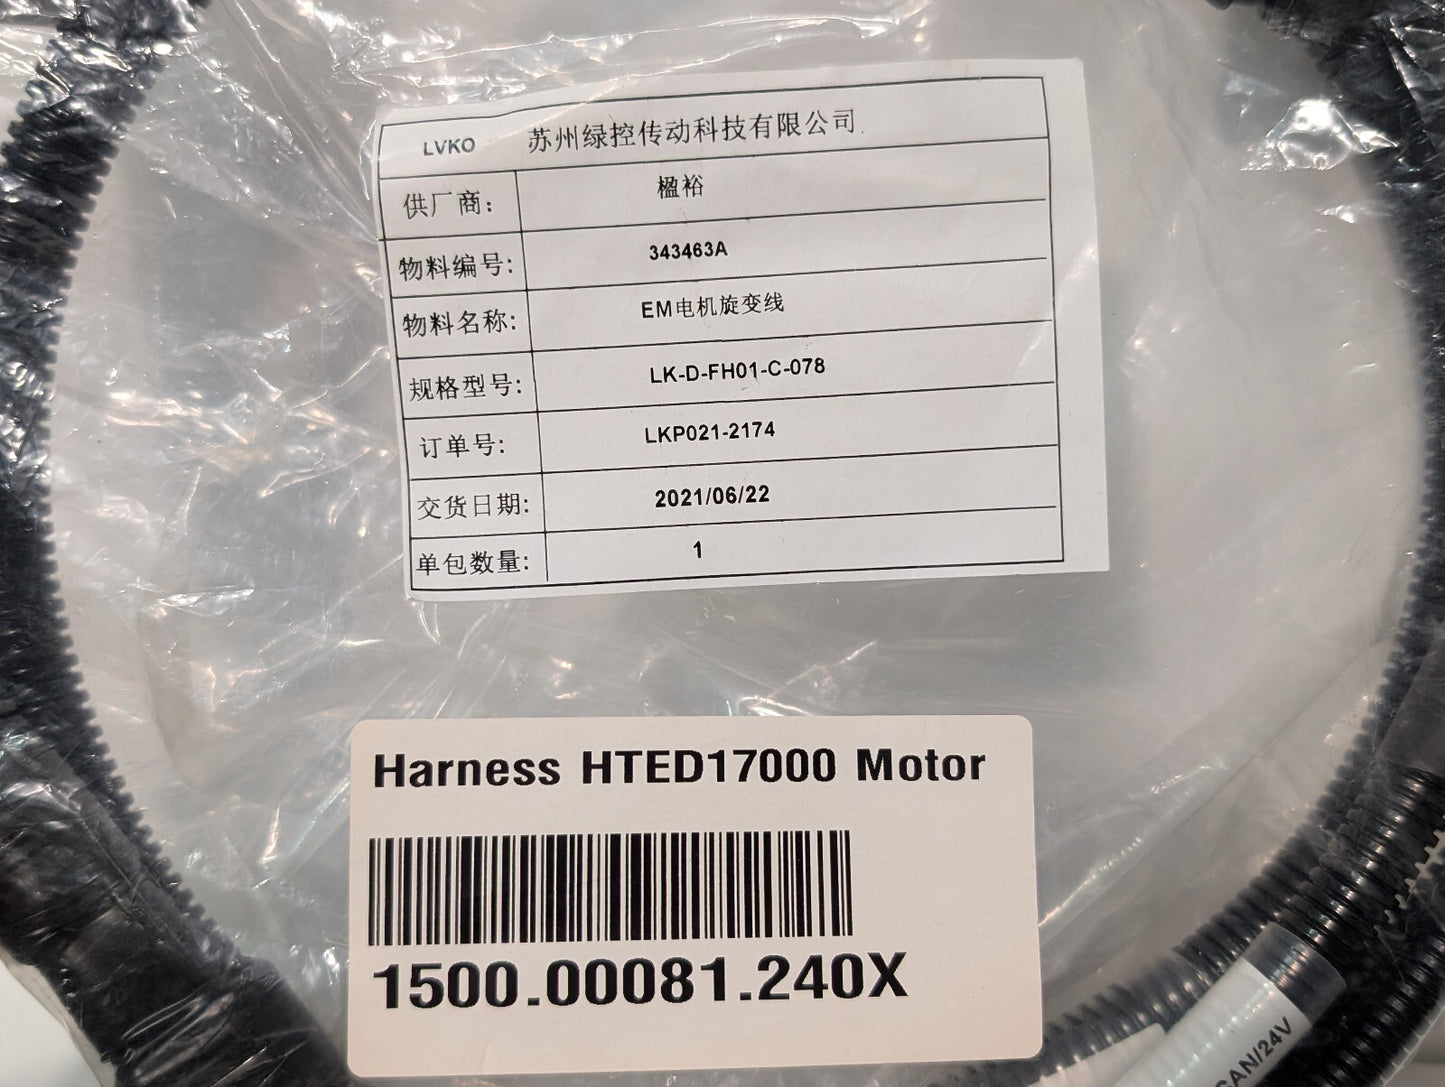 LVKO 苏州绿控传动科技有限公司
供厂商: 楹裕
物料编号: 343463A
物料名称: EM电机旋变线
规格型号: LK-D-FH01-C-078
订单号: LKP021-2174
交货日期: 2021/06/22
单包数量: 1
Harness HTED17000 Motor
1500.00081.240X
CAN/24V